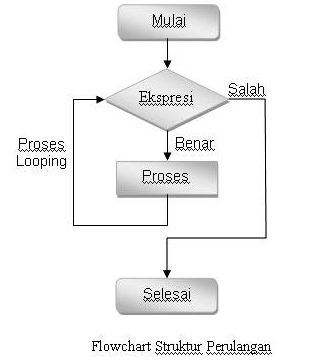 Mulai
Ekspresi
Salah
Benar
Proses
Looping
Proses
Selesai
Flowchart Struktur Perulangan